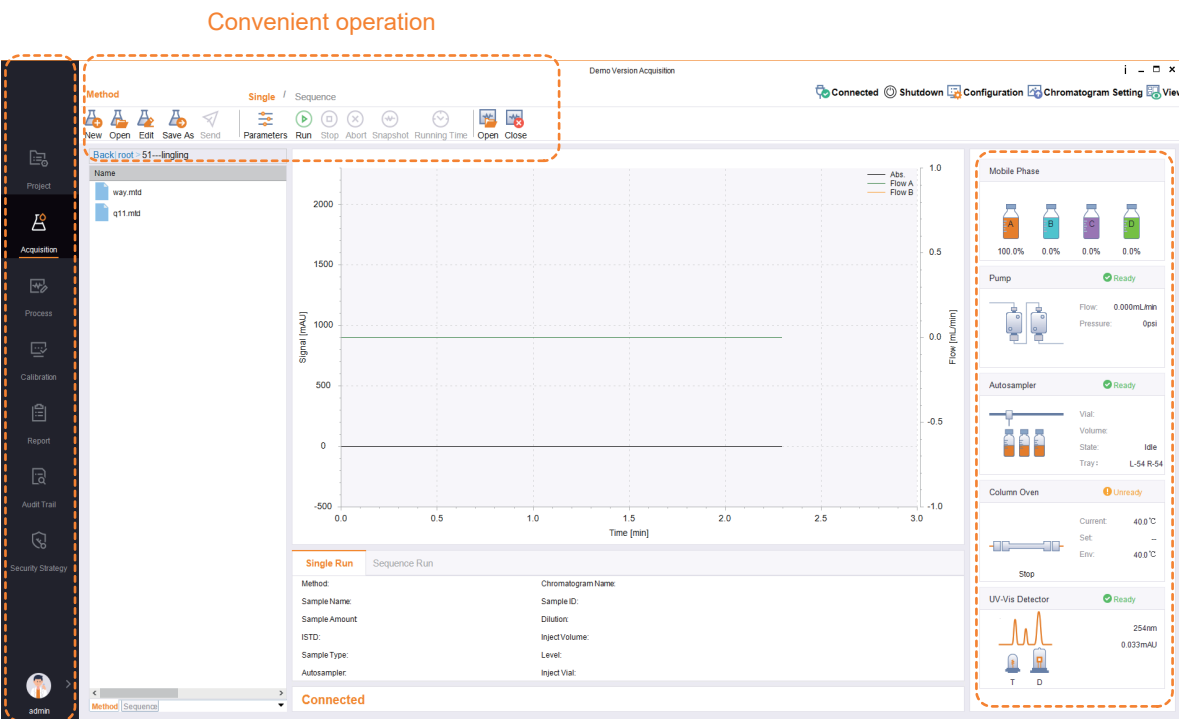 Convenient operation
Demo Version Acquisition
Method
Single / Sequence
Connected Shutdown Configuration Chromatogram Setting View
New Open Edit Save As Send Parameters Run Stop Abort Snapshot Running Time Open Close
Back| root > 51---lingling
Name
way.mtd
q11.mtd
Project
Acquisition
Process
Calibration
Report
Audit Trail
Security Strategy
admin
Method Sequence
Abs.
Flow A
Flow B
Signal [mAU]
2000
1500
1000
500
0
-500
0.0 0.5 1.0 1.5 2.0 2.5 3.0
Time [min]
1.0
0.5
0.0
-0.5
-1.0
Flow [mL/min]
Single Run Sequence Run
Method: Chromatogram Name:
Sample Name: Sample ID:
Sample Amount Dilution:
ISTD: Inject Volume:
Sample Type: Level:
Autosampler: Inject Vial:
Connected
Mobile Phase
A B C D
100.0% 0.0% 0.0% 0.0%
Pump Ready
Flow: 0.000mL/min
Pressure: 0psi
Autosampler Ready
Vial:
Volume:
State: Idle
Tray: L-54 R-54
Column Oven Unready
Current: 40.0℃
Set: --
Env: 40.0℃
Stop
UV-Vis Detector Ready
254nm
0.033mAU
T D